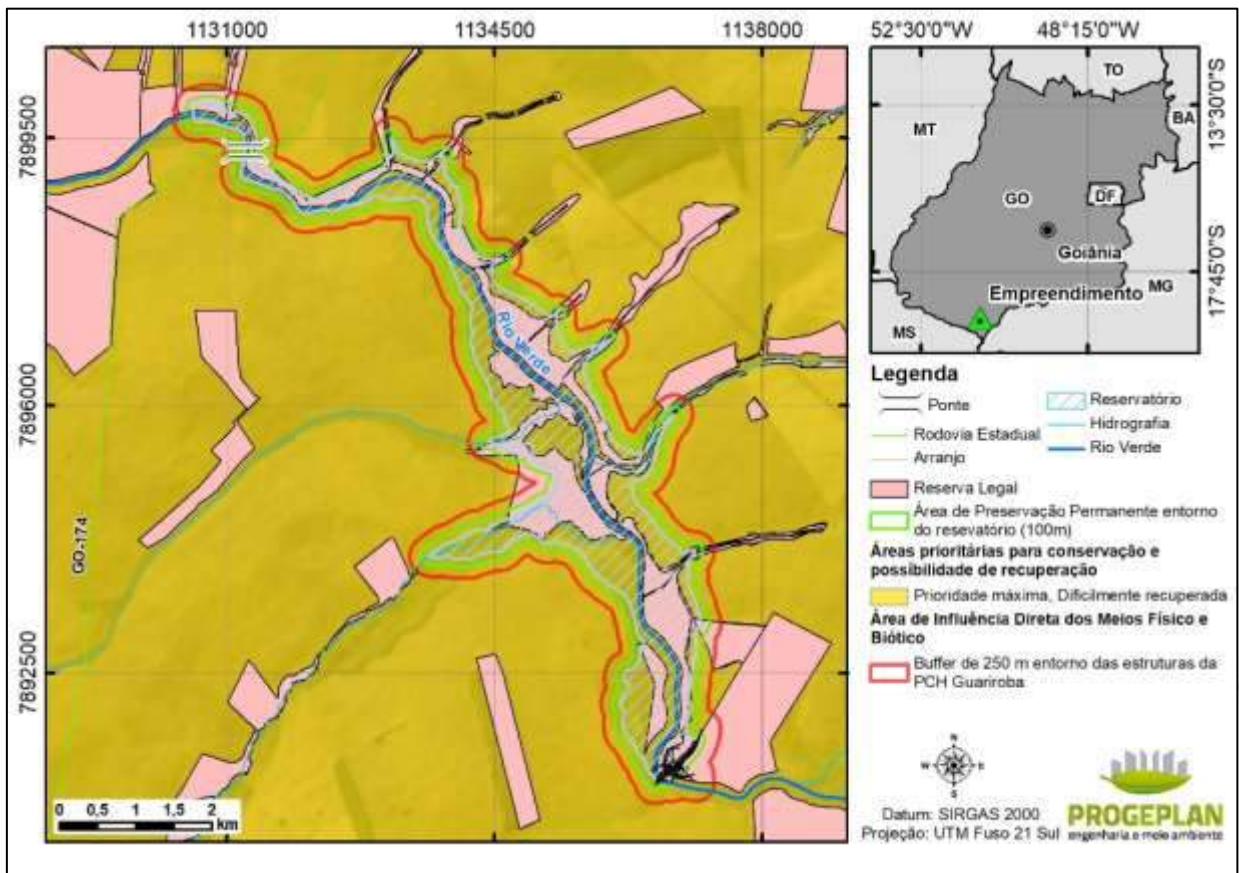 1131000
1134500
1138000
7899500
7896000
7892500
Rio Verde
GO-174
0 0,5 1 1,5 2
km
52°30'0"W
48°15'0"W
13°30'0"S
17°45'0"S
TO
BA
MT
DF
GO
Goiânia
Empreendimento
MG
MS
Legenda
Ponte
Rodovia Estadual
Arranjo
Reservatório
Hidrografia
Rio Verde
Reserva Legal
Área de Preservação Permanente entorno
do resevatório (100m)
Áreas prioritárias para conservação e
possibilidade de recuperação
Prioridade máxima, Dificilmente recuperada
Área de Influência Direta dos Meios Físico e
Biótico
Buffer de 250 m entorno das estruturas da
PCH Guariroba
N
W E
S
Datum: SIRGAS 2000
Projeção: UTM Fuso 21 Sul
PROGEPLAN
engenharia e meio ambiente